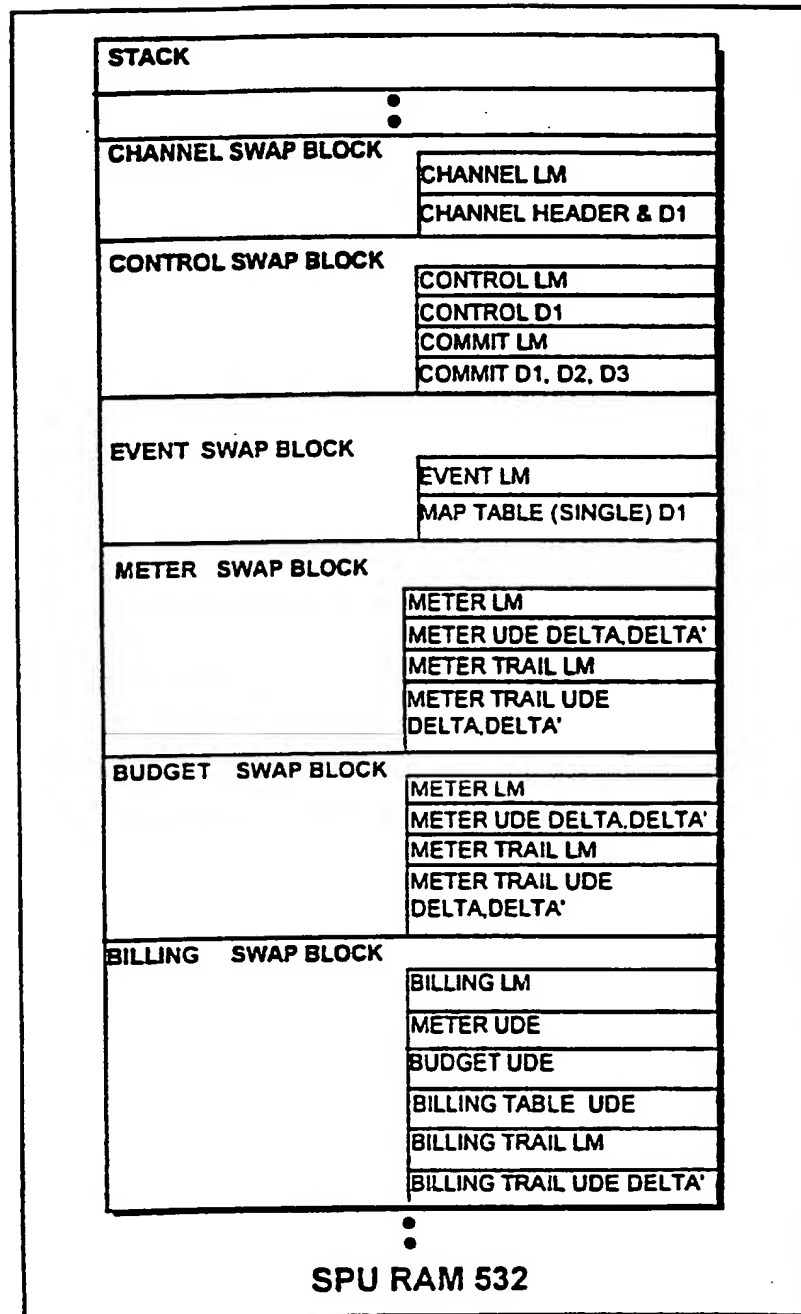 STACK
CHANNEL SWAP BLOCK
CHANNEL LM
CHANNEL HEADER & D1
CONTROL SWAP BLOCK
CONTROL LM
CONTROL D1
COMMIT LM
COMMIT D1, D2, D3
EVENT SWAP BLOCK
EVENT LM
MAP TABLE (SINGLE) D1
METER SWAP BLOCK
METER LM
METER UDE DELTA,DELTA'
METER TRAIL LM
METER TRAIL UDE
DELTA,DELTA'
BUDGET SWAP BLOCK
METER LM
METER UDE DELTA.DELTA'
METER TRAIL LM
METER TRAIL UDE
DELTA,DELTA'
BILLING SWAP BLOCK
BILLING LM
METER UDE
BUDGET UDE
BILLING TABLE UDE
BILLING TRAIL LM
BILLING TRAIL UDE DELTA'
SPU RAM 532